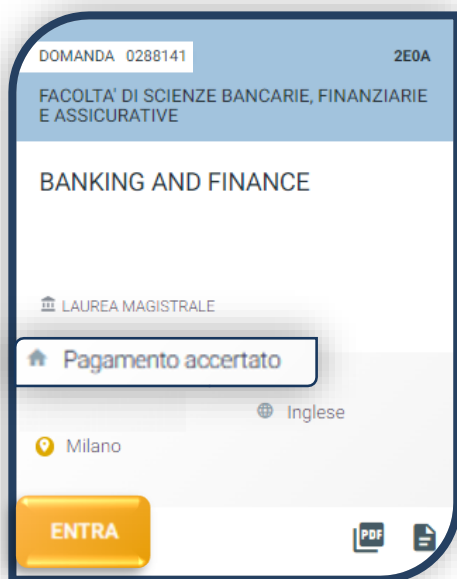 DOMANDA 0288141 2E0A
FACOLTA' DI SCIENZE BANCARIE, FINANZIARIE
E ASSICURATIVE
BANKING AND FINANCE
LAUREA MAGISTRALE
Pagamento accertato
Inglese
Milano
ENTRA
PDF